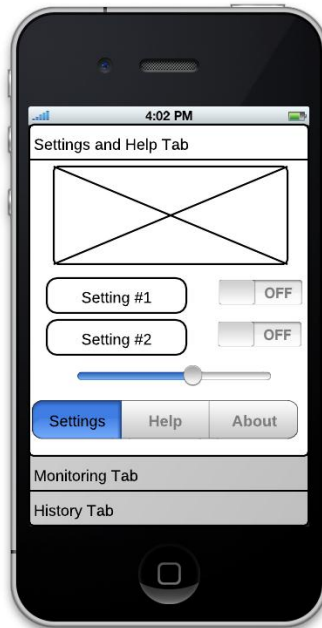 4:02 PM
Settings and Help Tab
Setting #1 OFF
Setting #2 OFF
Settings Help About
Monitoring Tab
History Tab